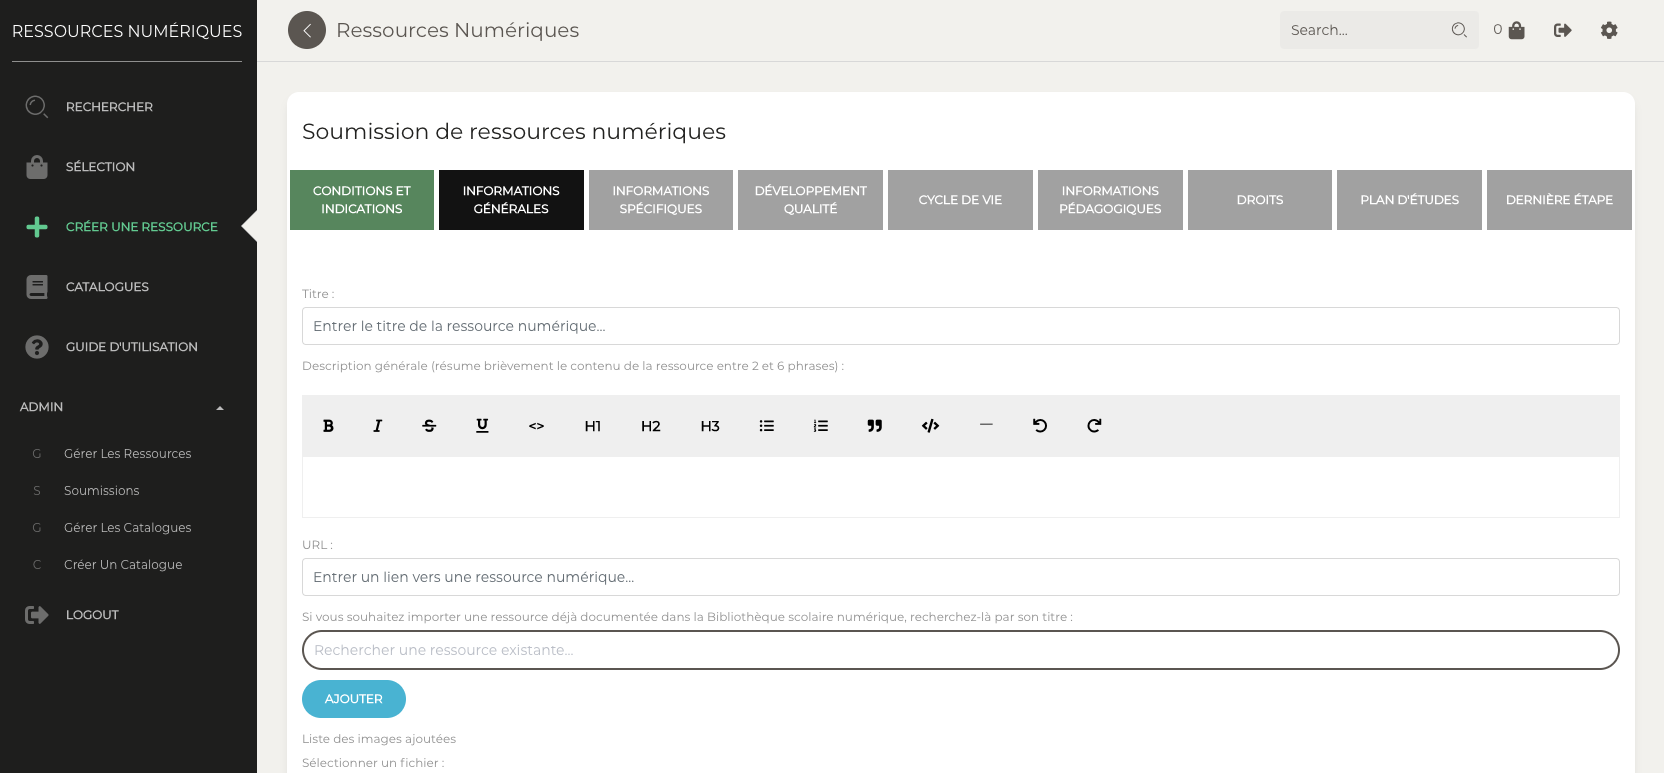 RESSOURCES NUMÉRIQUES
RECHERCHER
SÉLECTION
CRÉER UNE RESSOURCE
CATALOGUES
GUIDE D'UTILISATION
ADMIN
G Gérer Les Ressources
S Soumissions
G Gérer Les Catalogues
C Créer Un Catalogue
LOGOUT
Ressources Numériques
Search...
0
Soumission de ressources numériques
CONDITIONS ET
INDICATIONS
INFORMATIONS
GÉNÉRALES
INFORMATIONS
SPÉCIFIQUES
DÉVELOPPEMENT
QUALITÉ
CYCLE DE VIE
INFORMATIONS
PÉDAGOGIQUES
DROITS
PLAN D'ÉTUDES
DERNIÈRE ÉTAPE
Titre :
Entrer le titre de la ressource numérique...
Description générale (résume brièvement le contenu de la ressource entre 2 et 6 phrases) :
B I S U <> H1 H2 H3
URL :
Entrer un lien vers une ressource numérique...
Si vous souhaitez importer une ressource déjà documentée dans la Bibliothèque scolaire numérique, recherchez-là par son titre :
Rechercher une ressource existante...
AJOUTER
Liste des images ajoutées
Sélectionner un fichier :